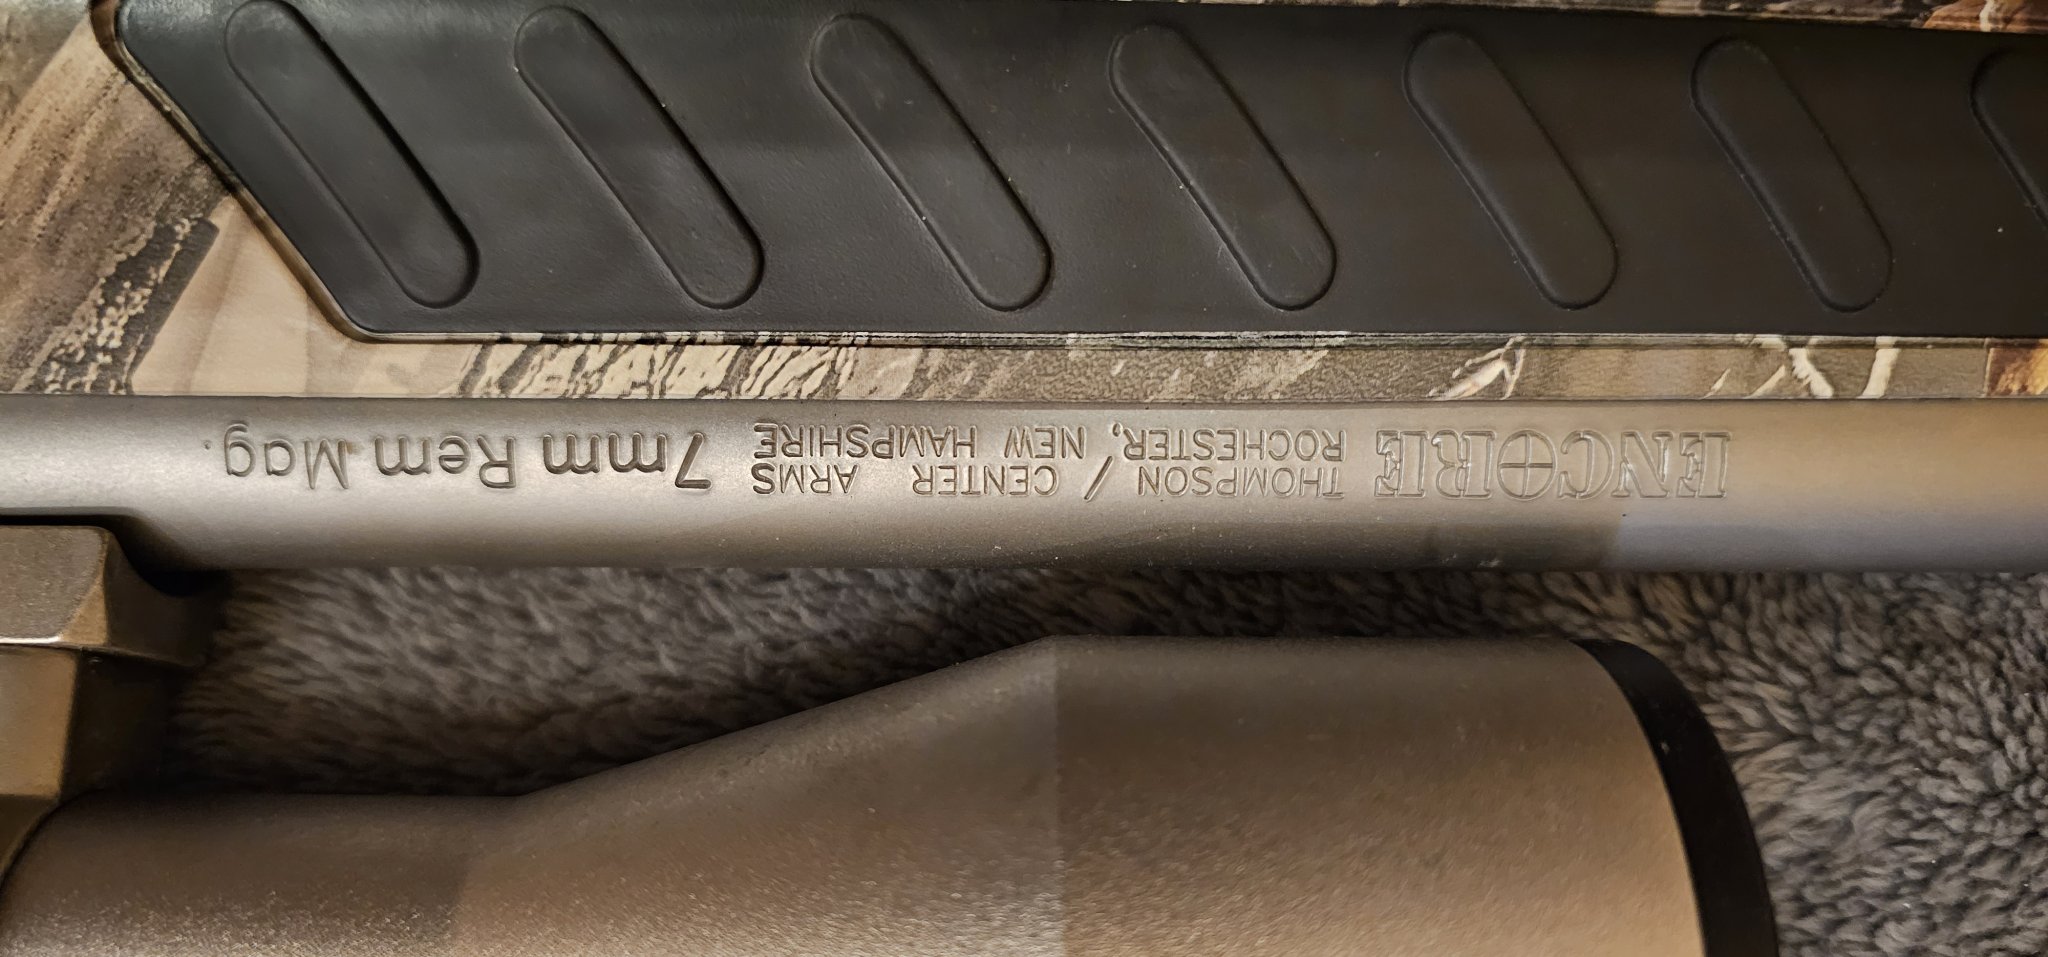 ENCORE
THOMPSON / CENTER ARMS
ROCHESTER, NEW HAMPSHIRE
7mm Rem. Mag.